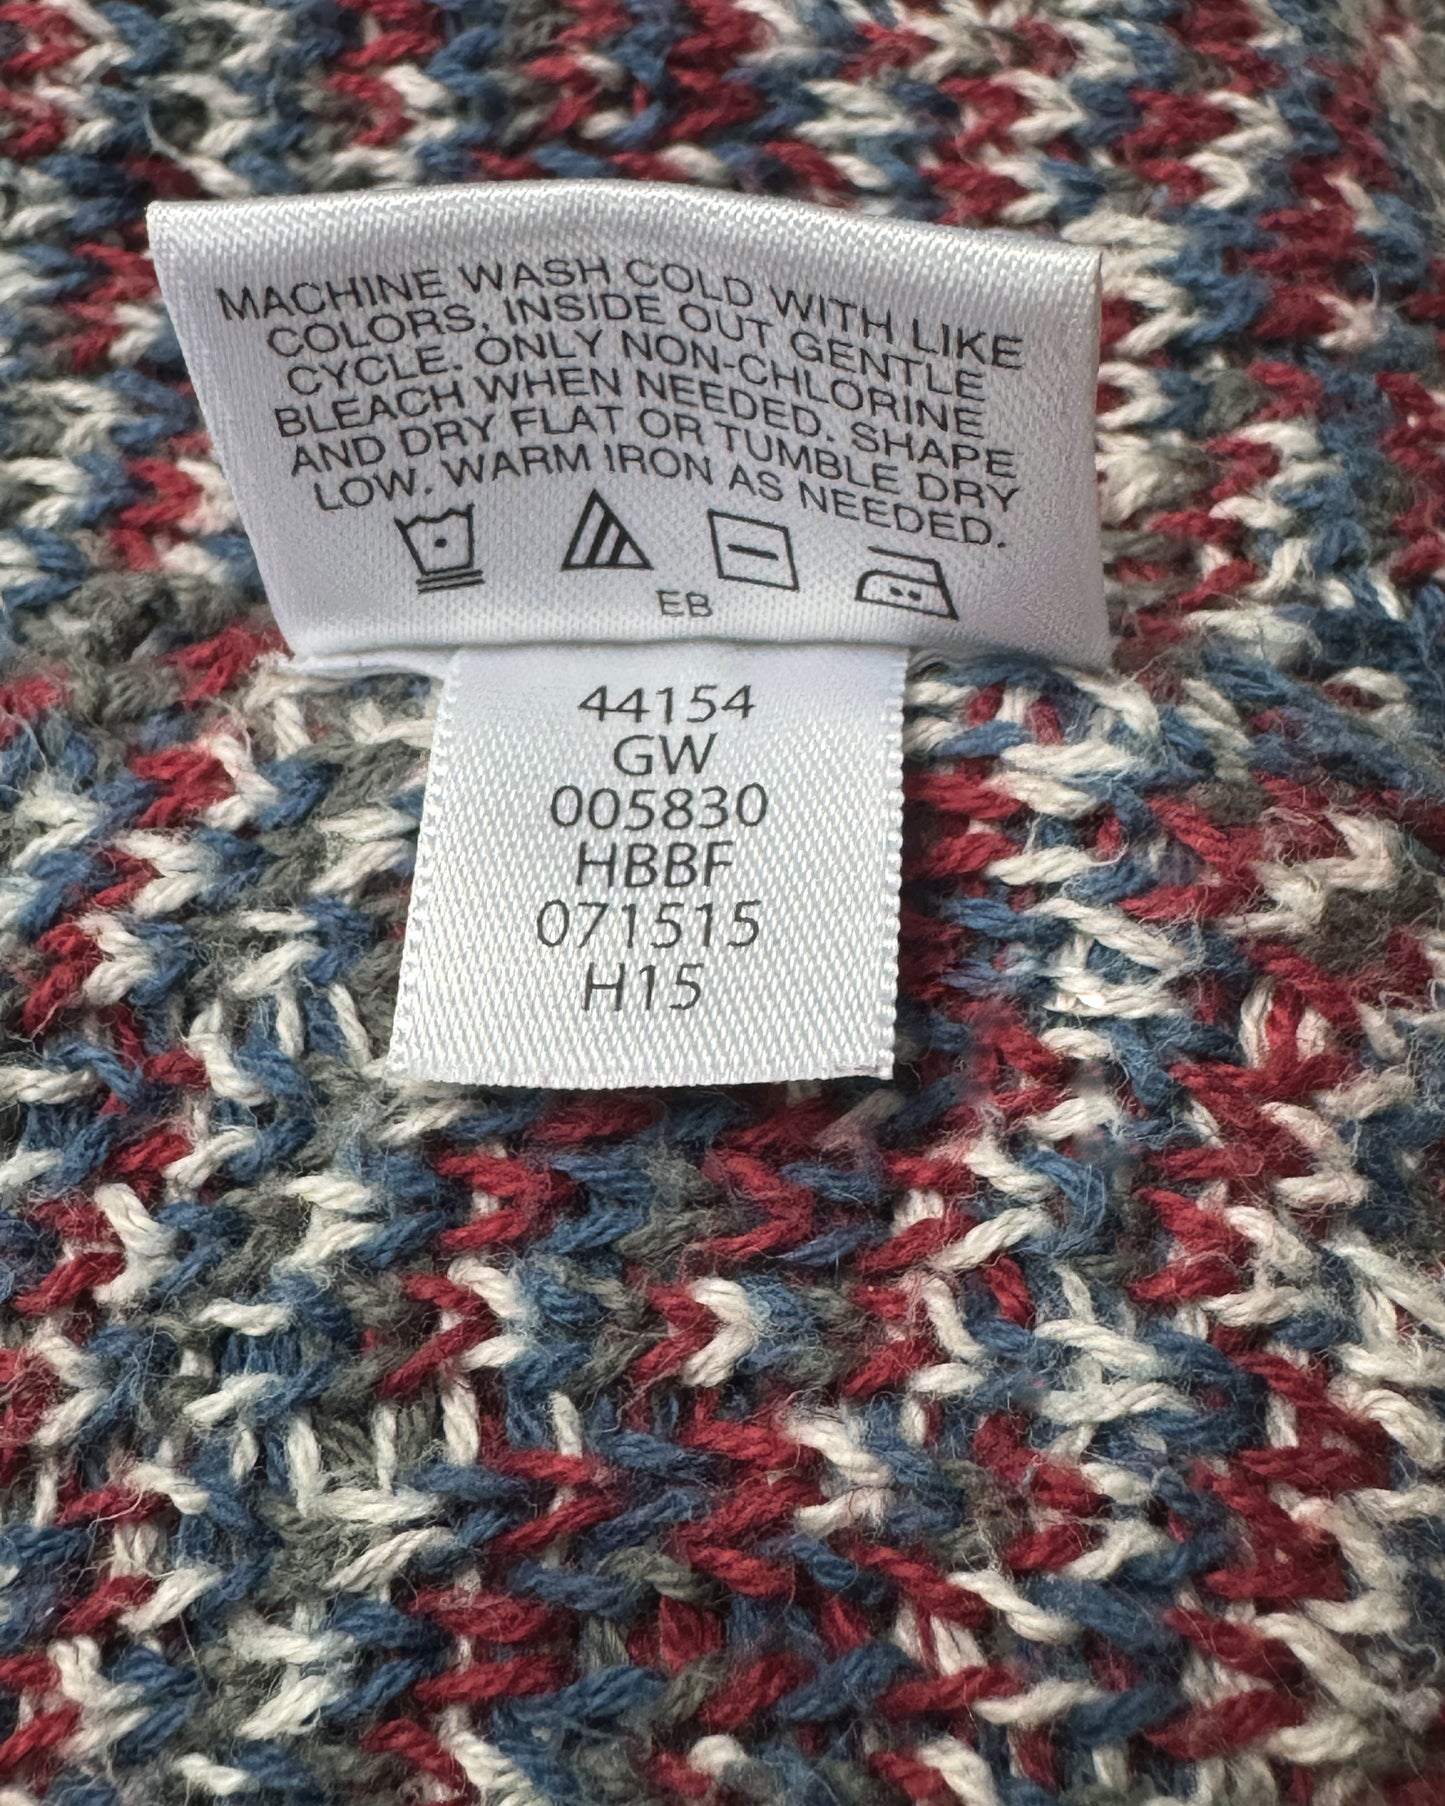 MACHINE WASH COLD WITH LIKE
COLORS, INSIDE OUT GENTLE
CYCLE. ONLY NON-CHLORINE
BLEACH WHEN NEEDED. SHAPE
AND DRY FLAT OR TUMBLE DRY
LOW. WARM IRON AS NEEDED.
EB
44154
GW
005830
HBBF
071515
H15